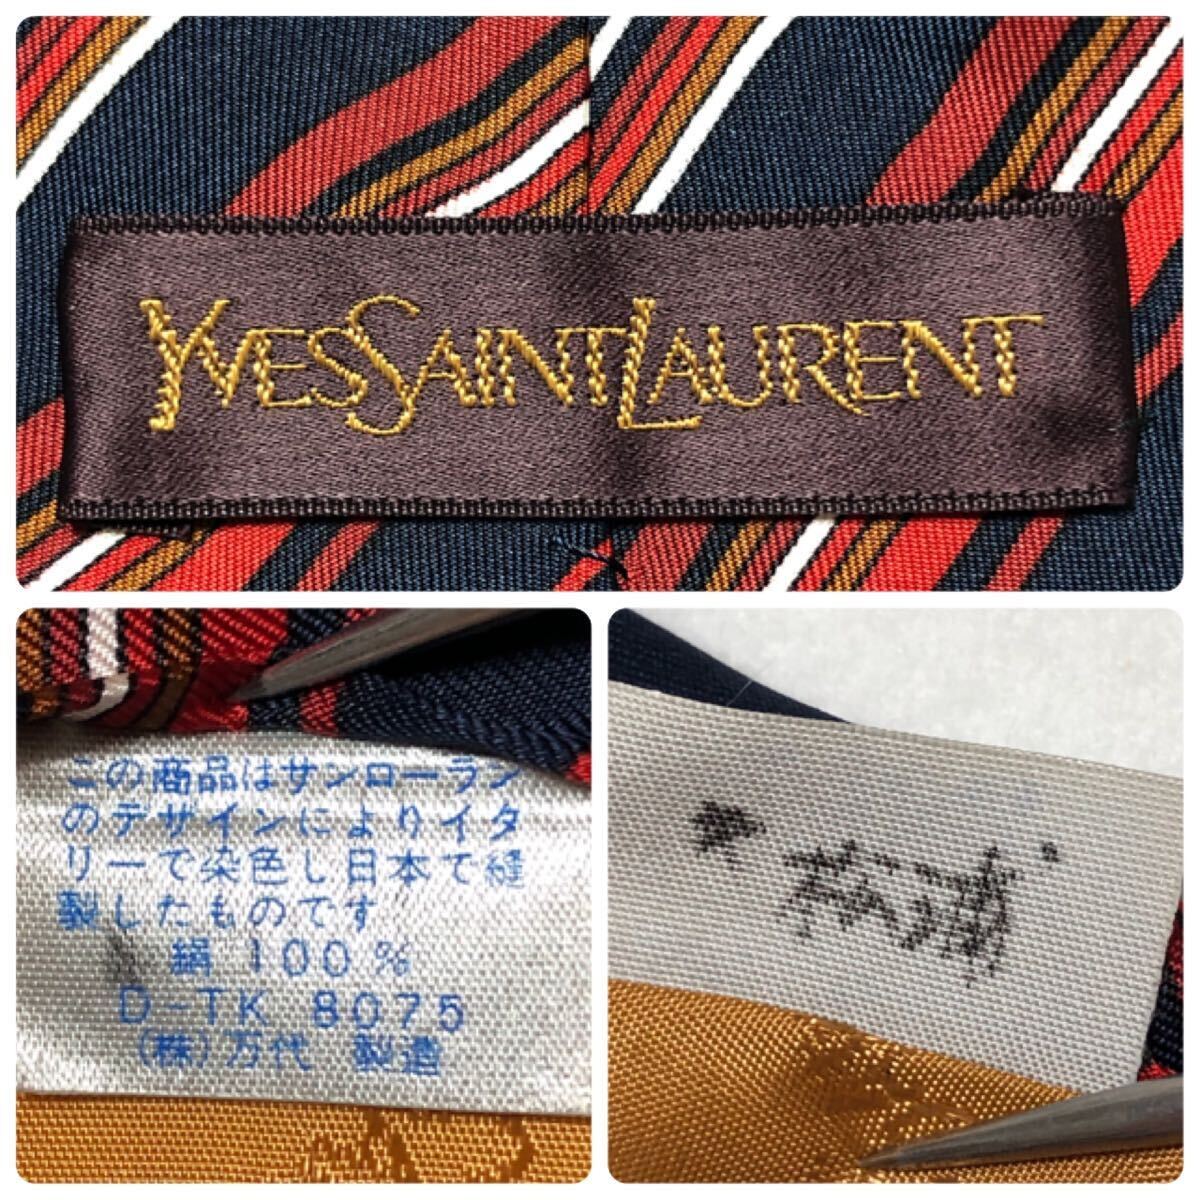 YVESSAINTLAURENT
この商品はサンローラン
のデザインによりイタ
リーで染色し日本で縫
製したものです
絹 100%
D-TK 8075
(株)万代 製造